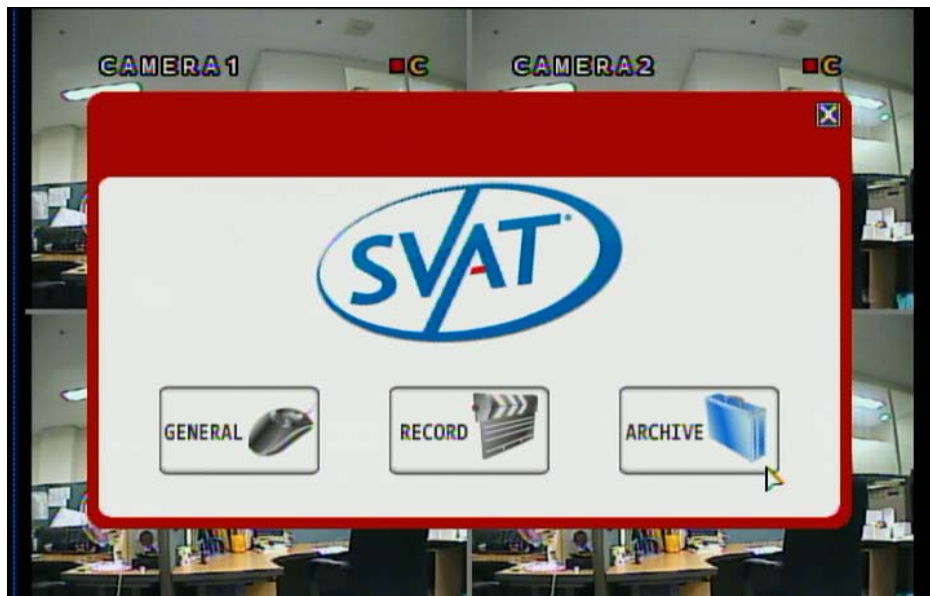 CAMERA1 C
CAMERA2 C
SVAT
GENERAL
RECORD
ARCHIVE